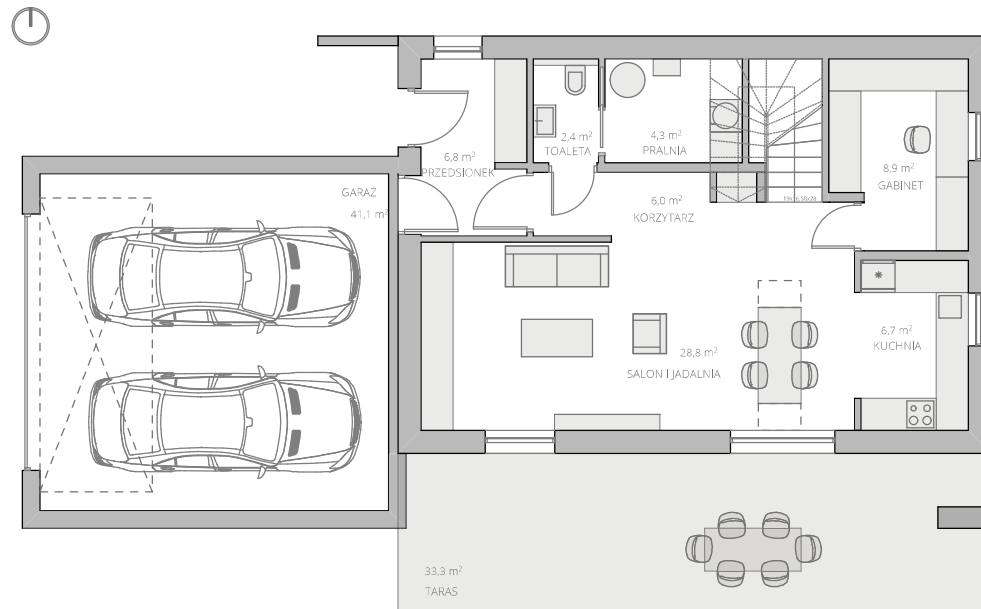 2,4 m²
TOALETA
4,3 m²
PRALNIA
6,8 m²
PRZEDSIONEK
8,9 m²
GABINET
GARAŻ
41,1 m²
6,0 m²
KORZYTARZ
6,7 m²
KUCHNIA
28,8 m²
SALON I JADALNIA
33,3 m²
TARAS